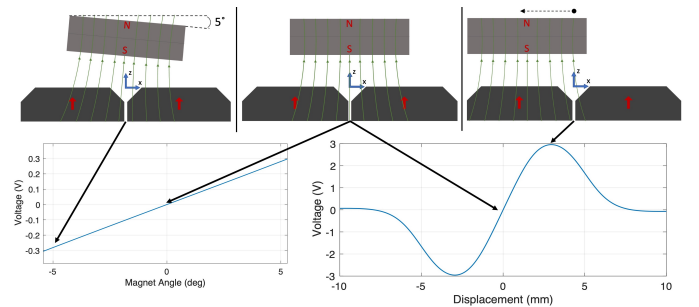 N
S
5°
z
x
N
S
z
x
N
S
z
x
0.3
0.2
0.1
0
-0.1
-0.2
-0.3
Voltage (V)
-5
0
5
Magnet Angle (deg)
3
2
1
0
-1
-2
-3
Voltage (V)
-10
-5
0
5
10
Displacement (mm)